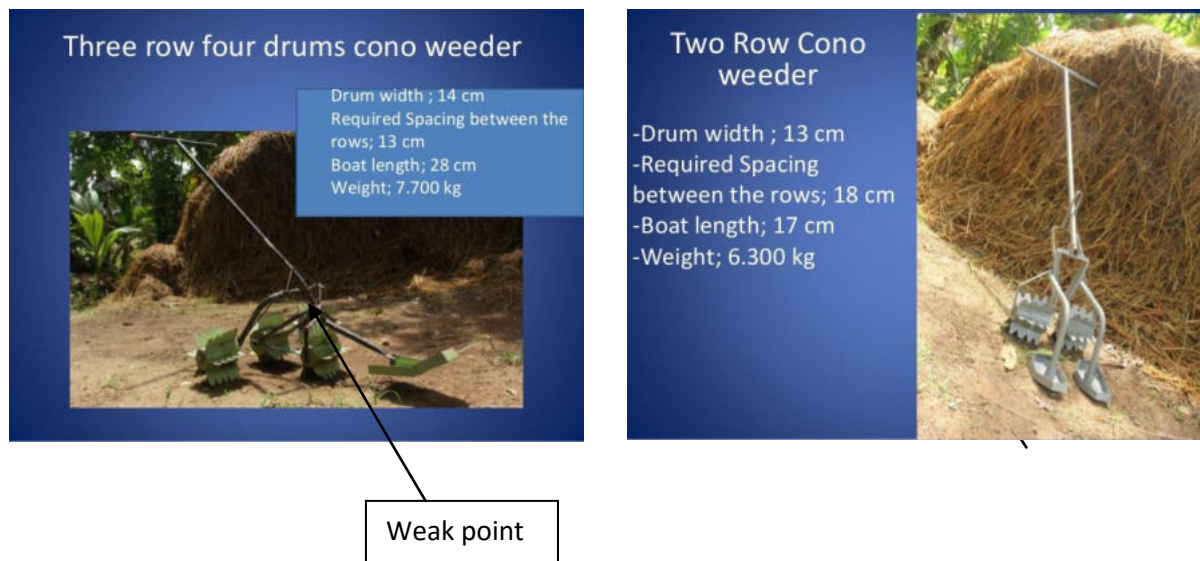 Three row four drums cono weeder
Drum width ; 14 cm
Required Spacing between the
rows; 13 cm
Boat length; 28 cm
Weight; 7.700 kg
Two Row Cono
weeder
-Drum width ; 13 cm
-Required Spacing
between the rows; 18 cm
-Boat length; 17 cm
-Weight; 6.300 kg
Weak point